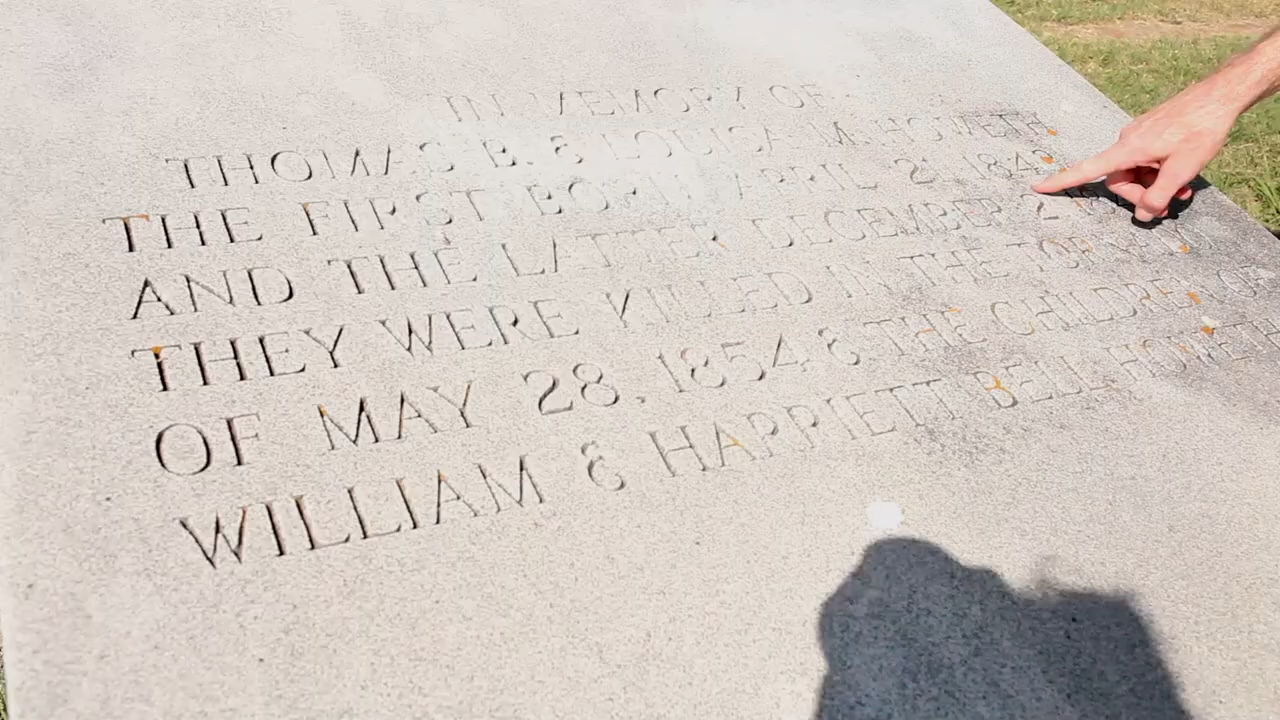 IN MEMORY OF
THOMAS B. & LOUISA M. HOWETH
THE FIRST BORN APRIL 21, 1843
AND THE LATTER DECEMBER
THEY WERE KILLED IN THE TORNADO
OF MAY 28, 1854 & THE CHILDREN OF
WILLIAM & HARRIETT BELL HOWETH